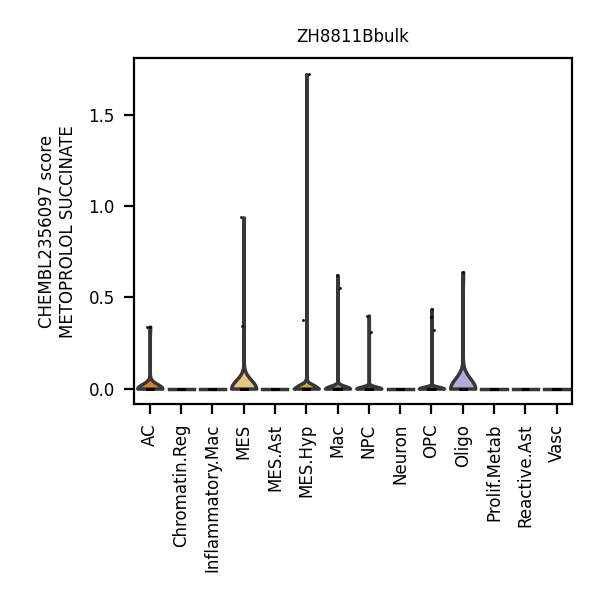 ZH8811Bbulk
CHEMBL2356097 score
METOPROLOL SUCCINATE
1.5
1.0
0.5
0.0
AC
Chromatin.Reg
Inflammatory.Mac
MES
MES.Ast
MES.Hyp
Mac
NPC
Neuron
OPC
Oligo
Prolif.Metab
Reactive.Ast
Vasc